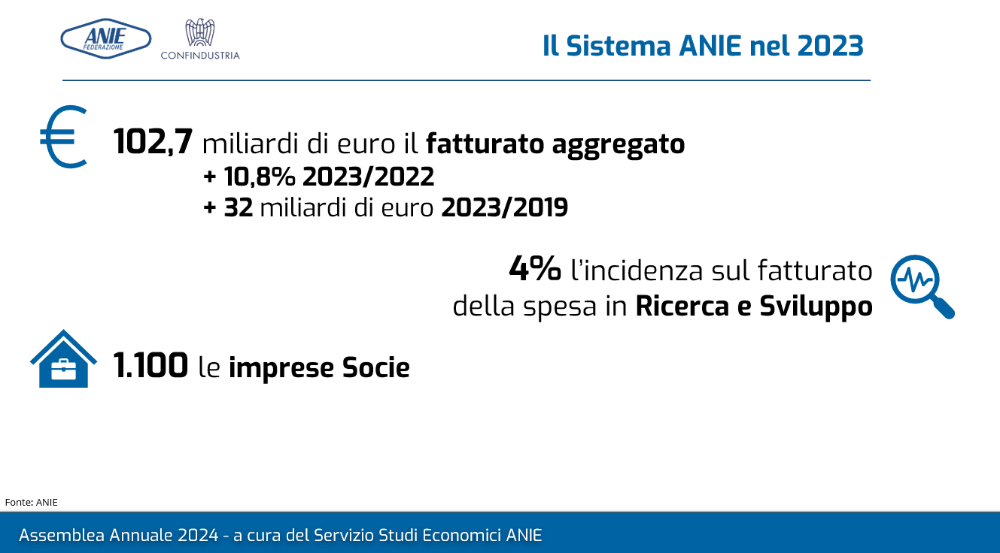 ANIE
FEDERAZIONE
CONFINDUSTRIA
Il Sistema ANIE nel 2023
€
102,7 miliardi di euro il fatturato aggregato
+ 10,8% 2023/2022
+ 32 miliardi di euro 2023/2019
4% l’incidenza sul fatturato
della spesa in Ricerca e Sviluppo
1.100 le imprese Socie
Fonte: ANIE
Assemblea Annuale 2024 - a cura del Servizio Studi Economici ANIE